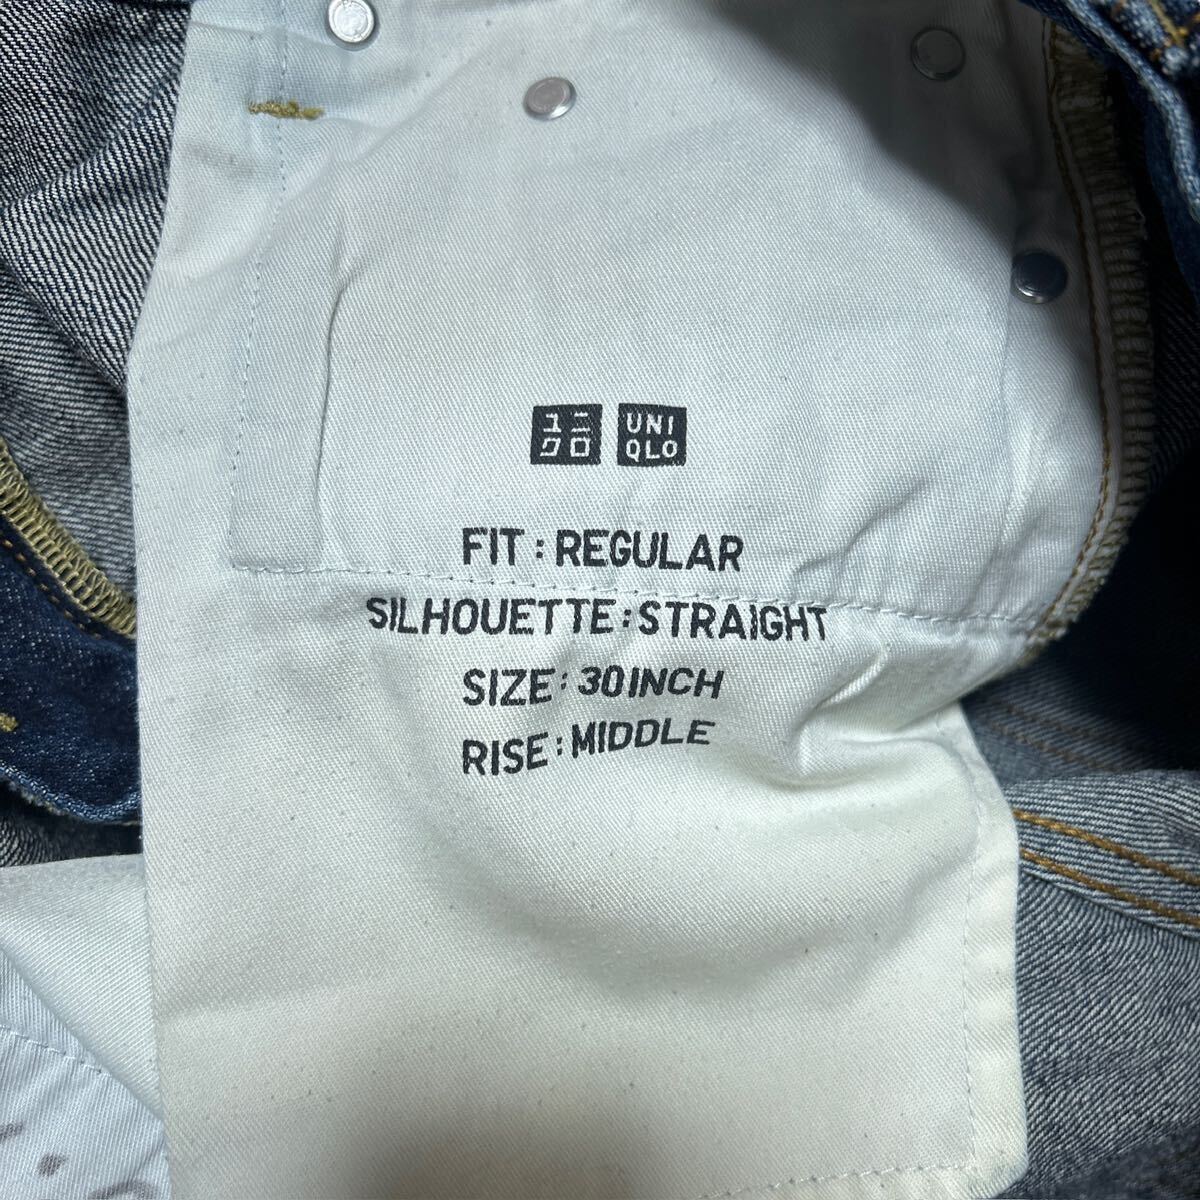 ユニ UNI
クロ QLO
FIT : REGULAR
SILHOUETTE : STRAIGHT
SIZE : 30 INCH
RISE : MIDDLE